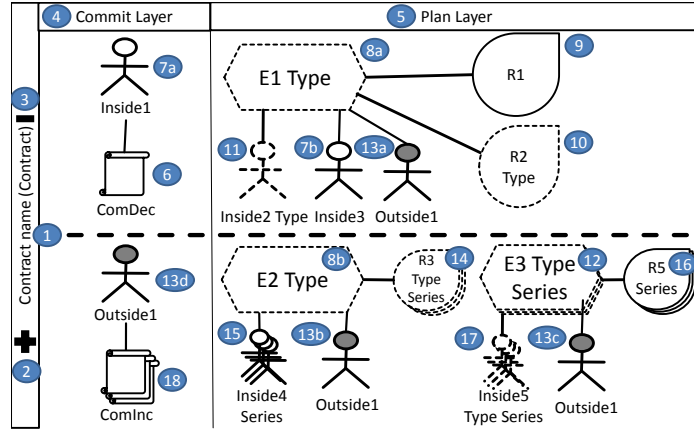 4 Commit Layer
5 Plan Layer
3
Contract name (Contract)
1
2
7a
Inside1
6
ComDec
8a
E1 Type
9
R1
10
R2
Type
11
7b
13a
Inside2 Type
Inside3
Outside1
13d
Outside1
18
ComInc
8b
E2 Type
14
R3
Type
Series
12
E3 Type
Series
16
R5
Series
15
13b
Inside4
Series
Outside1
17
13c
Inside5
Type Series
Outside1